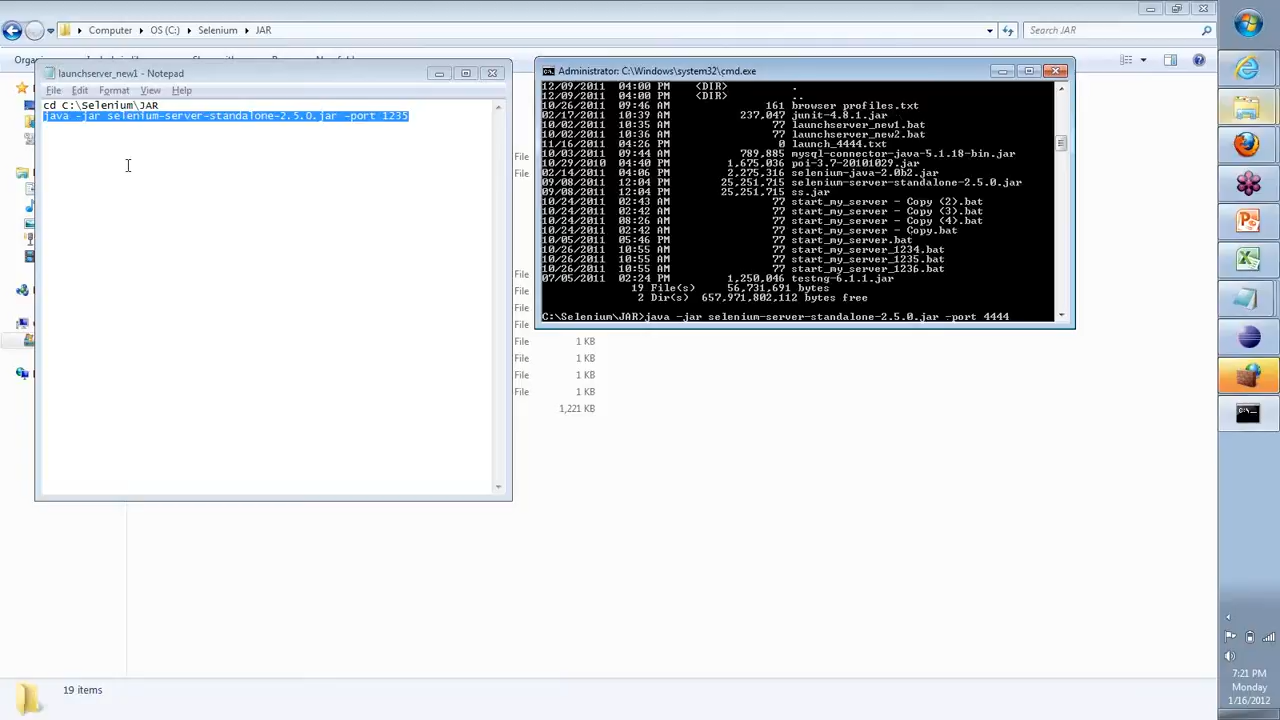 Computer
OS (C:)
Selenium
JAR
Search JAR
launchserver_new1 - Notepad
File Edit Format View Help
cd C:\Selenium\JAR
java -jar selenium-server-standalone-2.5.0.jar -port 1235
Administrator: C:\Windows\system32\cmd.exe
12/09/2011 04:00 PM <DIR> .
12/09/2011 04:00 PM <DIR> ..
10/26/2011 09:46 AM 161 browser profiles.txt
02/17/2011 10:39 AM 237,047 junit-4.8.1.jar
10/02/2011 10:35 AM 77 launchserver_new1.bat
10/02/2011 10:36 AM 77 launchserver_new2.bat
11/16/2011 10:26 AM 0 launch_4444.txt
10/03/2011 09:44 AM 789,885 mysql-connector-java-5.1.18-bin.jar
10/29/2010 04:40 PM 1,675,036 poi-3.7-20101029.jar
02/14/2011 04:06 PM 2,275,316 selenium-java-2.0b2.jar
09/08/2011 12:04 PM 25,251,715 selenium-server-standalone-2.5.0.jar
09/08/2011 12:04 PM 25,251,715 ss.jar
10/24/2011 02:43 AM 77 start_my_server - Copy (2).bat
10/24/2011 02:43 AM 77 start_my_server - Copy (3).bat
10/24/2011 08:26 AM 77 start_my_server - Copy (4).bat
10/24/2011 02:42 AM 77 start_my_server - Copy.bat
10/05/2011 05:46 PM 77 start_my_server.bat
10/26/2011 10:55 AM 77 start_my_server_1234.bat
10/26/2011 10:55 AM 77 start_my_server_1235.bat
10/26/2011 10:55 AM 77 start_my_server_1236.bat
07/05/2011 02:24 PM 1,250,046 testng-6.1.1.jar
19 File(s) 56,731,691 bytes
2 Dir(s) 657,971,802,112 bytes free
C:\Selenium\JAR>java -jar selenium-server-standalone-2.5.0.jar -port 4444
File
File
File
File
File
File
File 1 KB
File 1 KB
File 1 KB
File 1 KB
1,221 KB
19 items
7:21 PM
Monday
1/16/2012